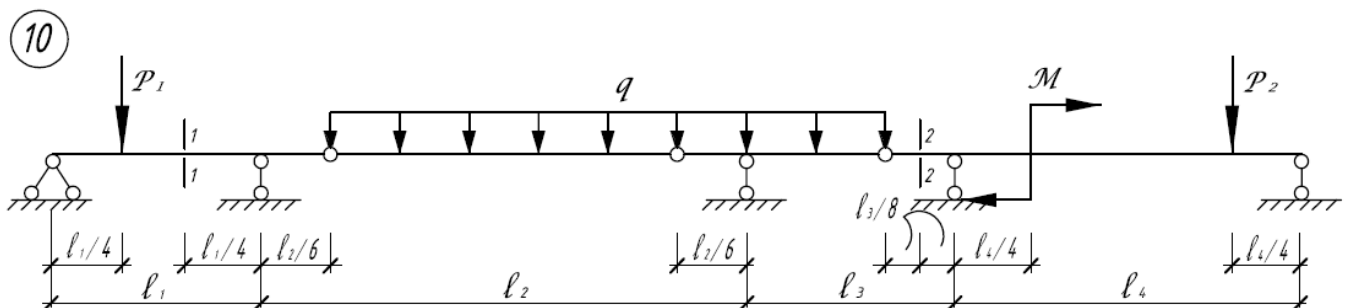 10
P₁ q M P₂
1 2
1 2
l₃/8
l₁/4 l₁/4 l₂/6 l₂/6 l₄/4 l₄/4
l₁ l₂ l₃ l₄